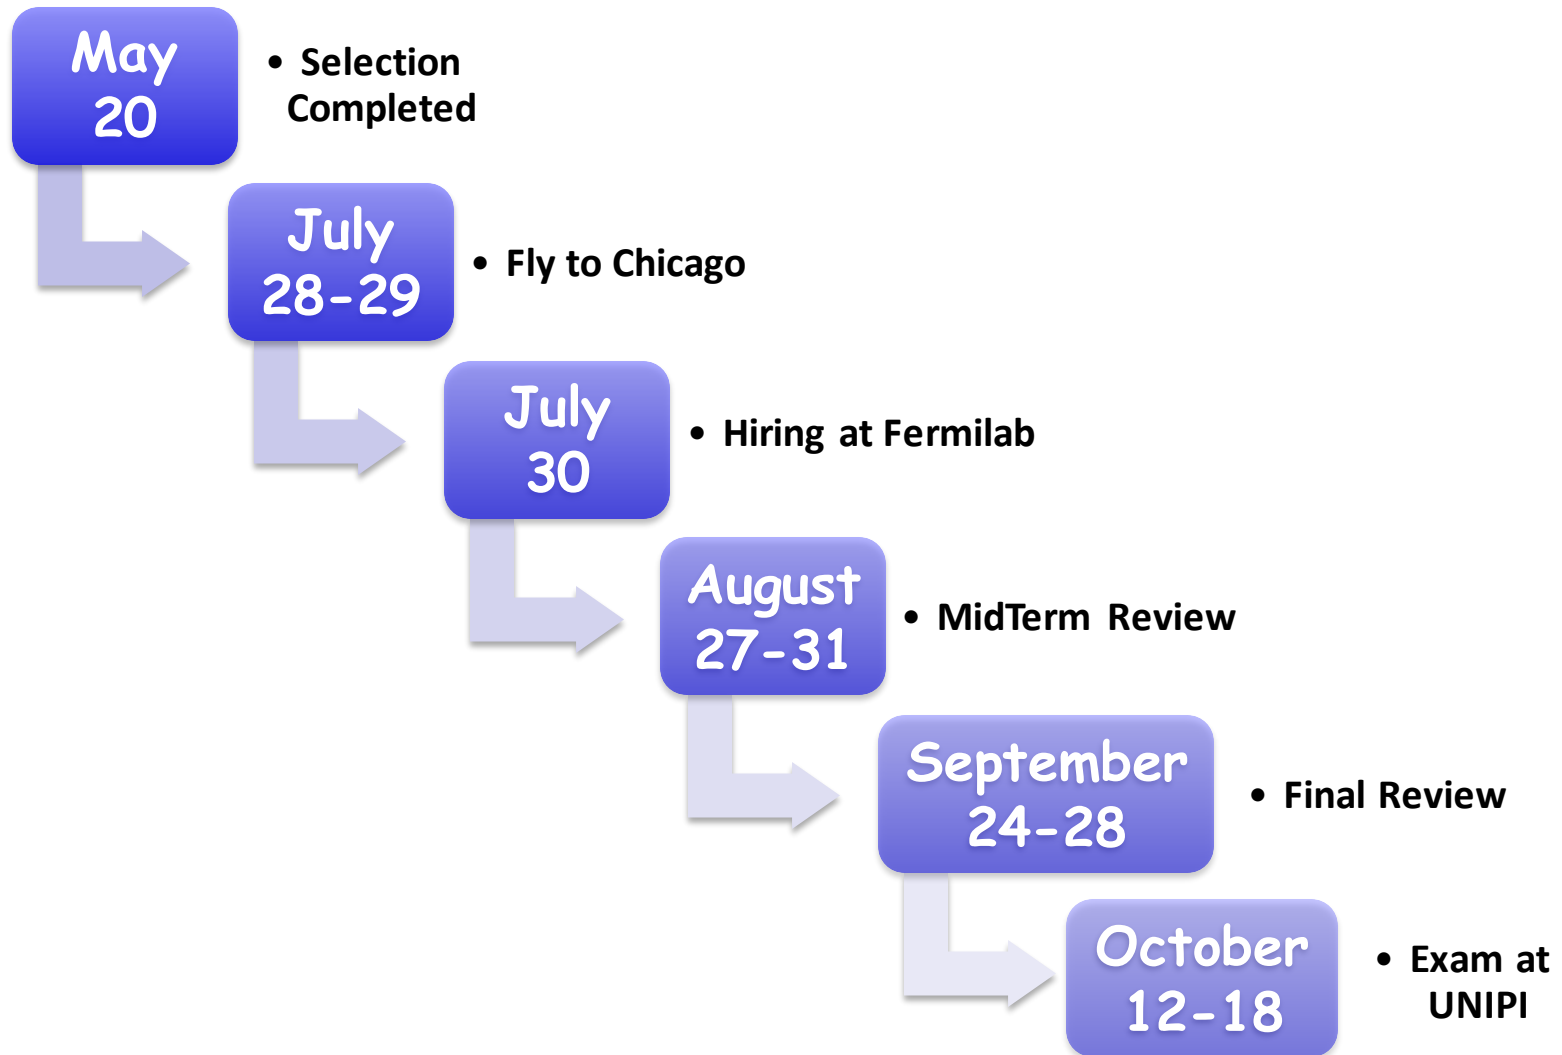 May
20
• Selection
Completed
July
28-29
• Fly to Chicago
July
30
• Hiring at Fermilab
August
27-31
• MidTerm Review
September
24-28
• Final Review
October
12-18
• Exam at
UNIPI